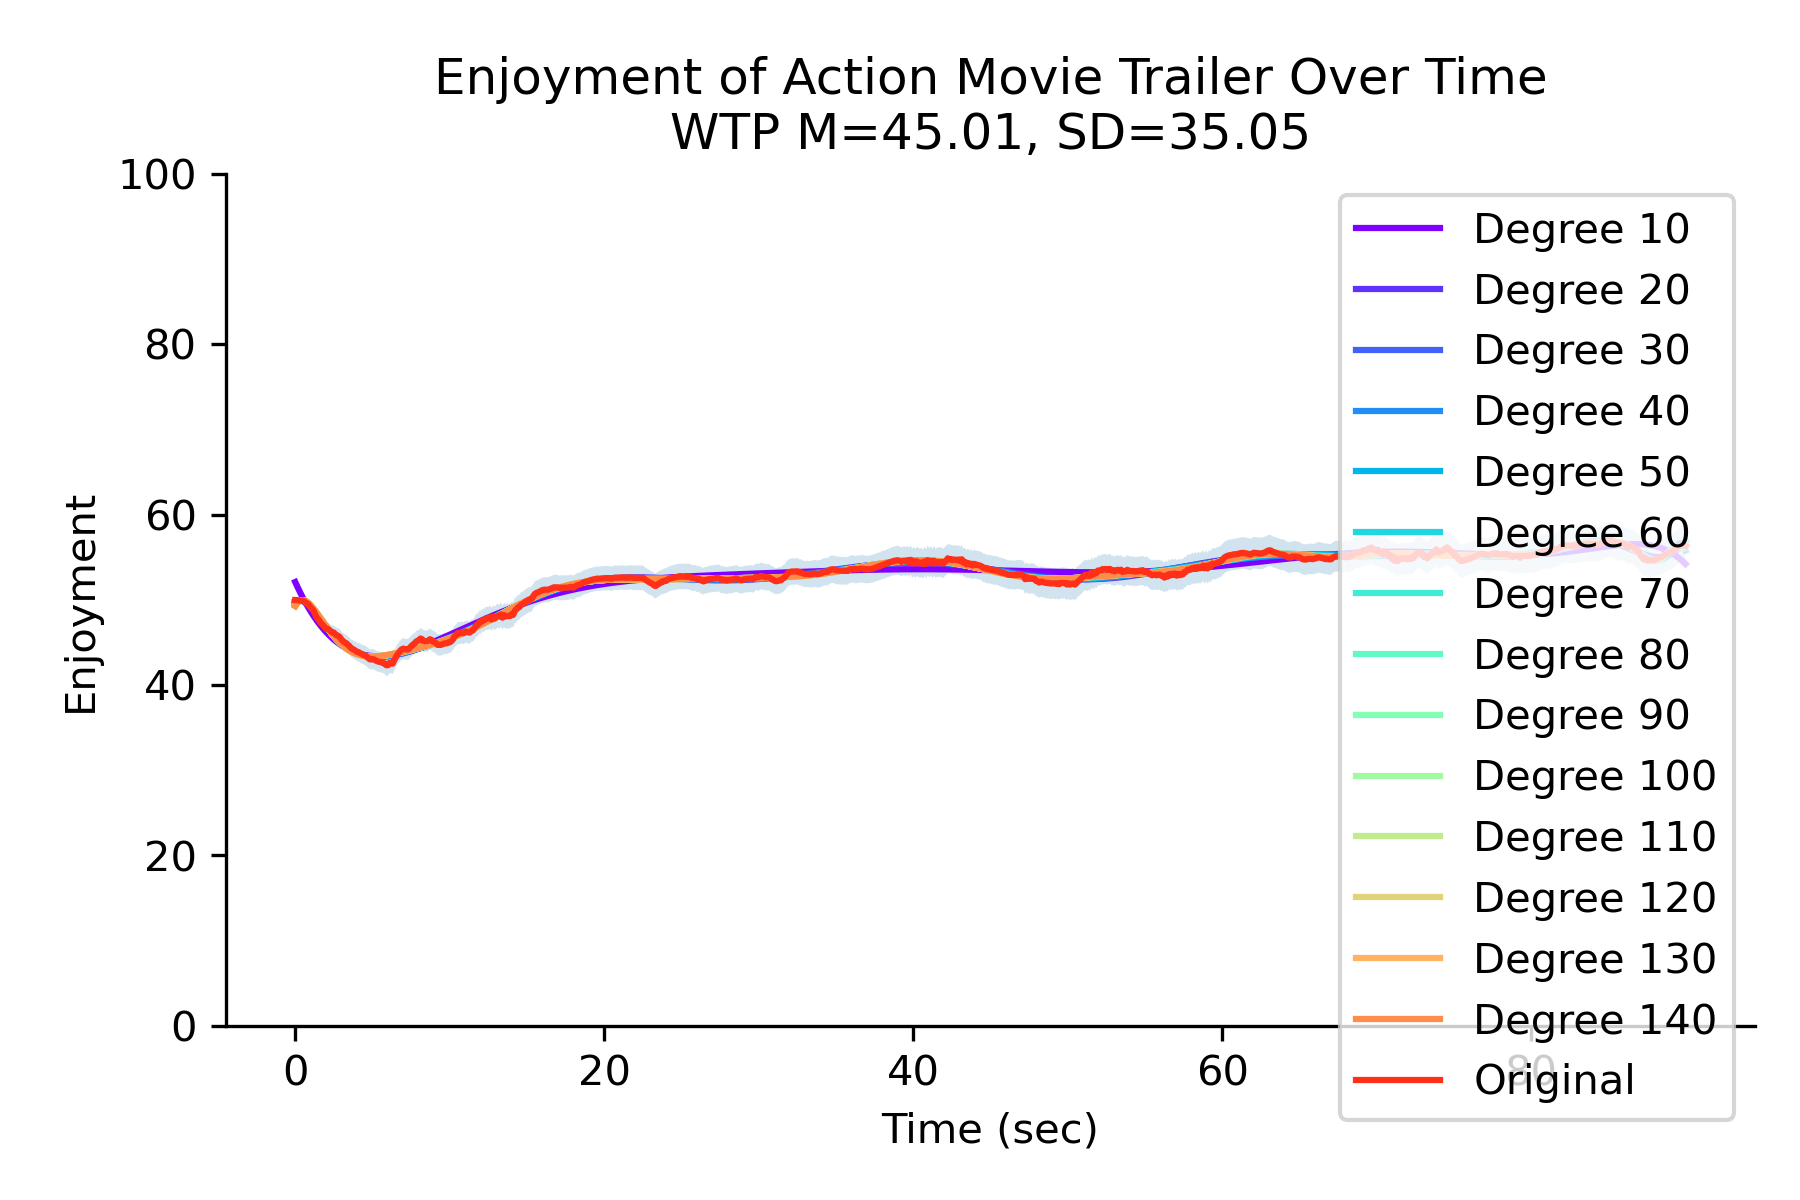 Enjoyment of Action Movie Trailer Over Time
WTP M=45.01, SD=35.05
100
80
60
40
20
0
Enjoyment
0
20
40
60
80
Time (sec)
Degree 10
Degree 20
Degree 30
Degree 40
Degree 50
Degree 60
Degree 70
Degree 80
Degree 90
Degree 100
Degree 110
Degree 120
Degree 130
Degree 140
Original